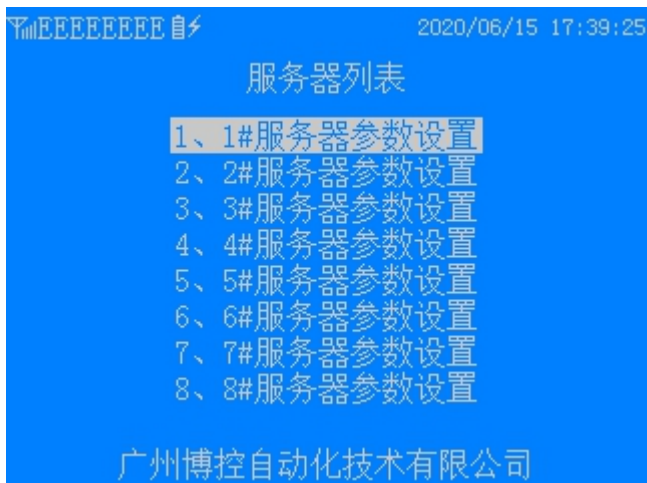 EEEEEEEE 2020/06/15 17:39:25
服务器列表
1、1#服务器参数设置
2、2#服务器参数设置
3、3#服务器参数设置
4、4#服务器参数设置
5、5#服务器参数设置
6、6#服务器参数设置
7、7#服务器参数设置
8、8#服务器参数设置
广州博控自动化技术有限公司